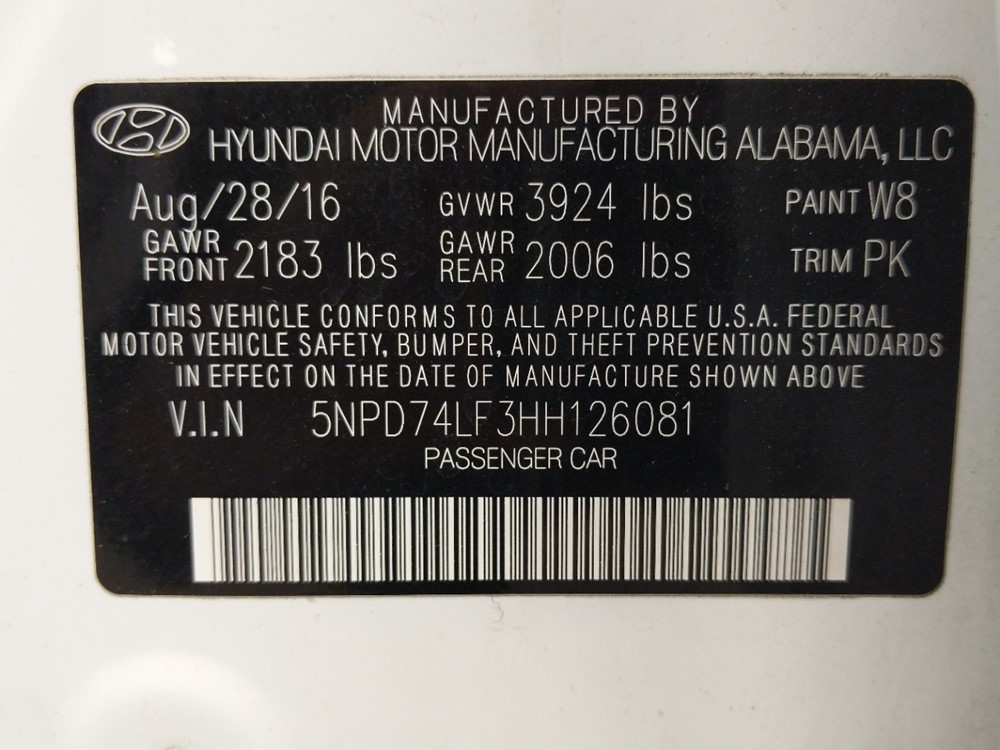 MANUFACTURED BY
HYUNDAI MOTOR MANUFACTURING ALABAMA, LLC
Aug/28/16 GVWR 3924 lbs PAINT W8
GAWR FRONT 2183 lbs GAWR REAR 2006 lbs TRIM PK
THIS VEHICLE CONFORMS TO ALL APPLICABLE U.S.A. FEDERAL
MOTOR VEHICLE SAFETY, BUMPER, AND THEFT PREVENTION STANDARDS
IN EFFECT ON THE DATE OF MANUFACTURE SHOWN ABOVE
V.I.N 5NPD74LF3HH126081
PASSENGER CAR